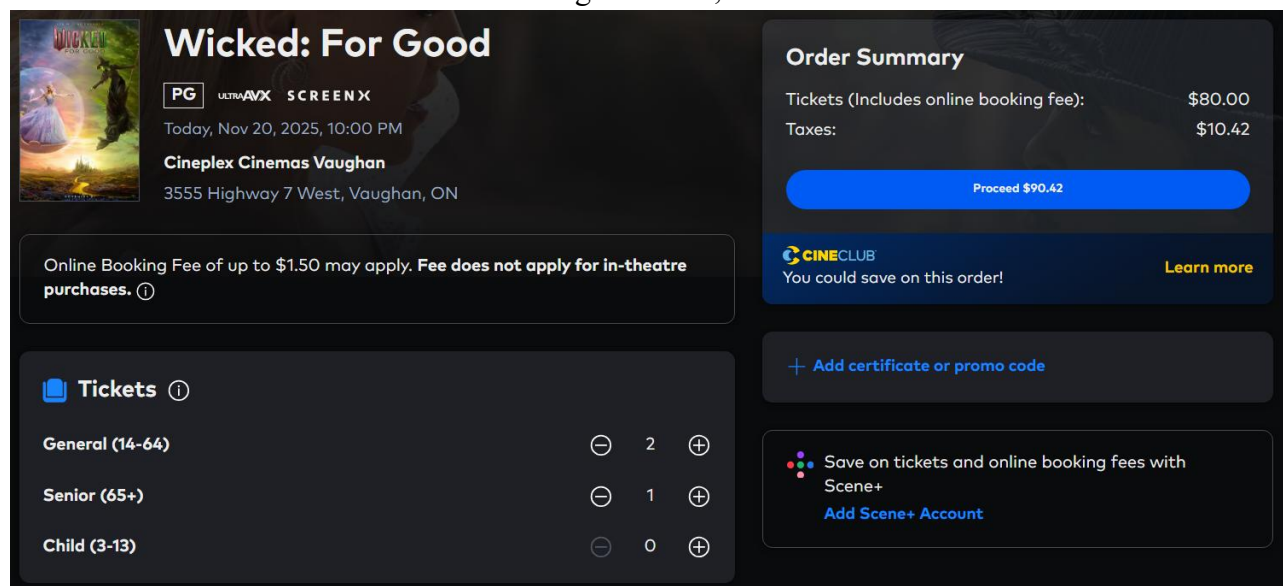 WICKED
FOR GOOD
Wicked: For Good
PG ULTRAAVX SCREENX
Today, Nov 20, 2025, 10:00 PM
Cineplex Cinemas Vaughan
3555 Highway 7 West, Vaughan, ON
Online Booking Fee of up to $1.50 may apply. Fee does not apply for in-theatre
purchases.
Tickets
General (14-64) 2
Senior (65+) 1
Child (3-13) 0
Order Summary
Tickets (Includes online booking fee): $80.00
Taxes: $10.42
Proceed $90.42
CINECLUB
You could save on this order! Learn more
+ Add certificate or promo code
Save on tickets and online booking fees with
Scene+
Add Scene+ Account